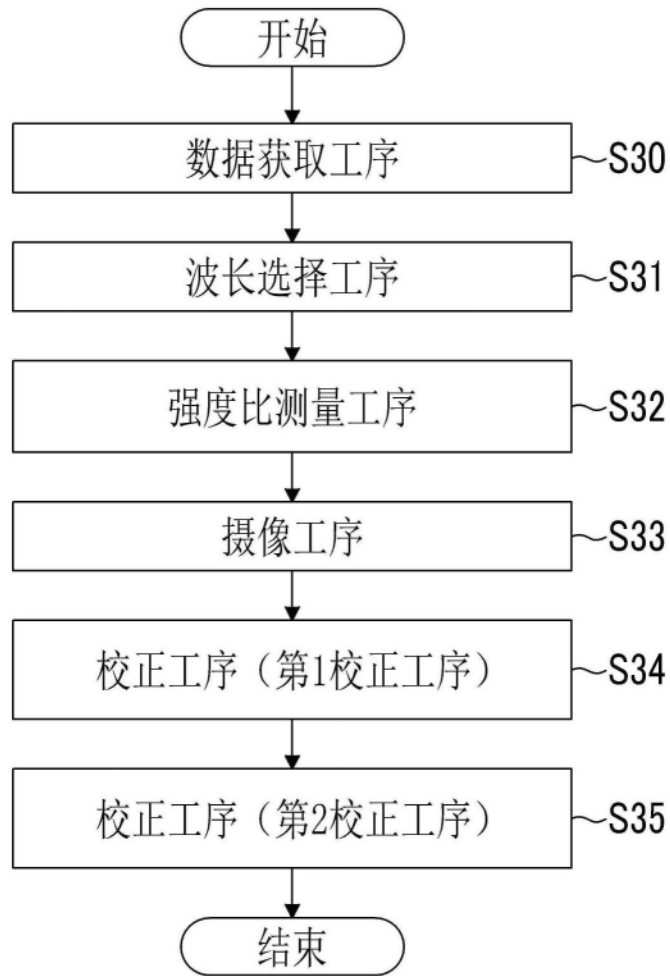 开始
数据获取工序 S30
波长选择工序 S31
强度比测量工序 S32
摄像工序 S33
校正工序（第1校正工序） S34
校正工序（第2校正工序） S35
结束